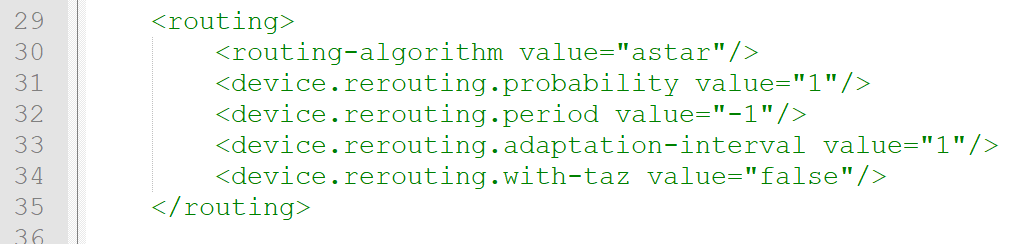 29 <routing>
30 <routing-algorithm value="astar"/>
31 <device.rerouting.probability value="1"/>
32 <device.rerouting.period value="-1"/>
33 <device.rerouting.adaptation-interval value="1"/>
34 <device.rerouting.with-taz value="false"/>
35 </routing>
36